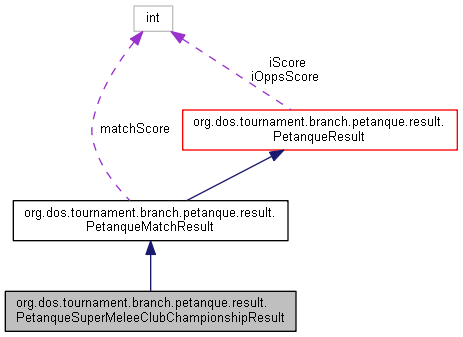 int
iScore
iOppsScore
matchScore
org.dos.tournament.branch.petanque.result.
PetanqueResult
org.dos.tournament.branch.petanque.result.
PetanqueMatchResult
org.dos.tournament.branch.petanque.result.
PetanqueSuperMeleeClubChampionshipResult